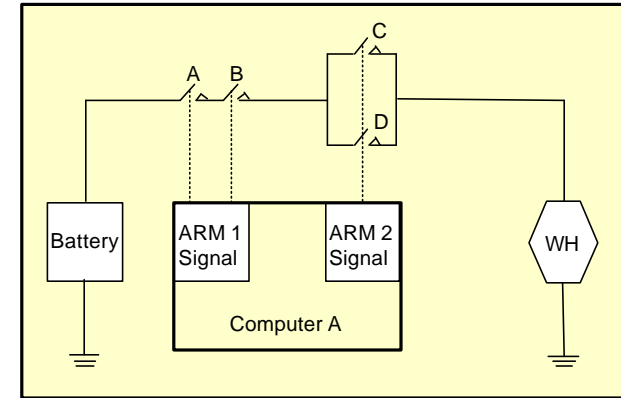 C
A B
D
Battery
ARM 1
Signal
ARM 2
Signal
WH
Computer A